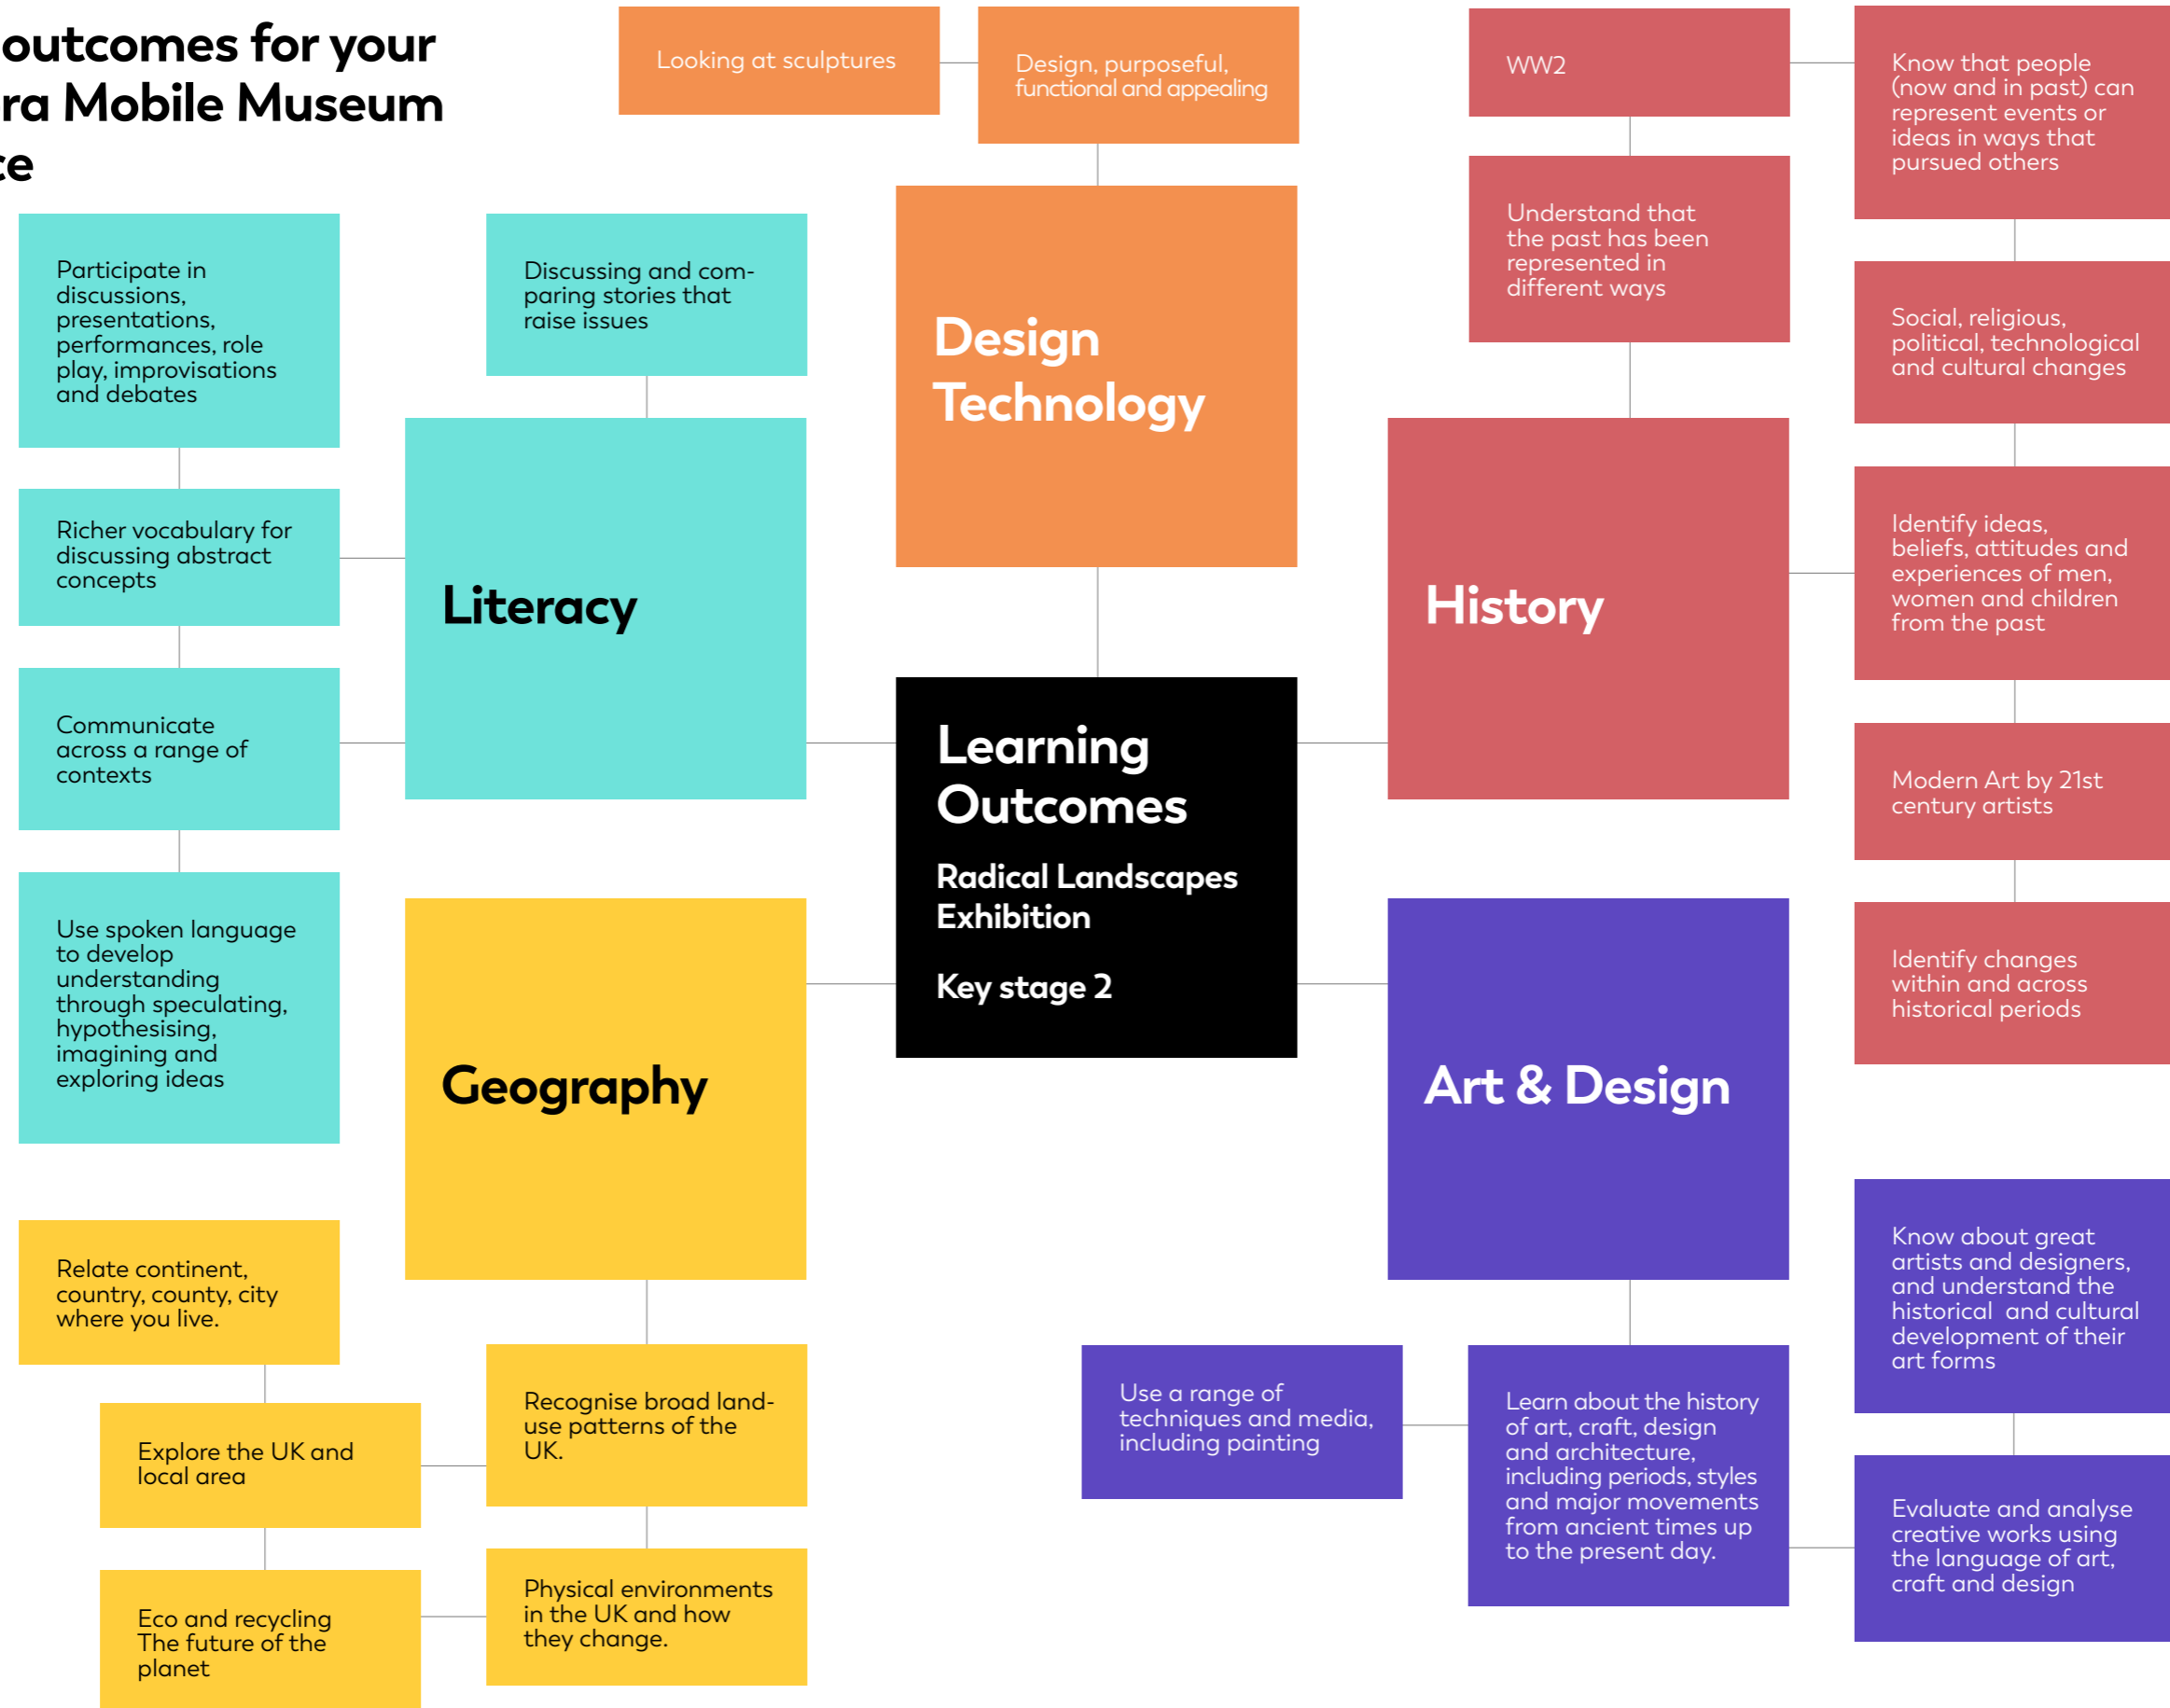 outcomes for your
ra Mobile Museum
ce
Looking at sculptures
Design, purposeful,
functional and appealing
Design
Technology
WW2
Know that people
(now and in past) can
represent events or
ideas in ways that
pursued others
Understand that
the past has been
represented in
different ways
Social, religious,
political, technological
and cultural changes
History
Identify ideas,
beliefs, attitudes and
experiences of men,
women and children
from the past
Modern Art by 21st
century artists
Identify changes
within and across
historical periods
Participate in
discussions,
presentations,
performances, role
play, improvisations
and debates
Discussing and com-
paring stories that
raise issues
Richer vocabulary for
discussing abstract
concepts
Literacy
Communicate
across a range of
contexts
Use spoken language
to develop
understanding
through speculating,
hypothesising,
imagining and
exploring ideas
Learning
Outcomes
Radical Landscapes
Exhibition
Key stage 2
Geography
Relate continent,
country, county, city
where you live.
Explore the UK and
local area
Recognise broad land-
use patterns of the
UK.
Eco and recycling
The future of the
planet
Physical environments
in the UK and how
they change.
Art & Design
Use a range of
techniques and media,
including painting
Learn about the history
of art, craft, design
and architecture,
including periods, styles
and major movements
from ancient times up
to the present day.
Know about great
artists and designers,
and understand the
historical and cultural
development of their
art forms
Evaluate and analyse
creative works using
the language of art,
craft and design